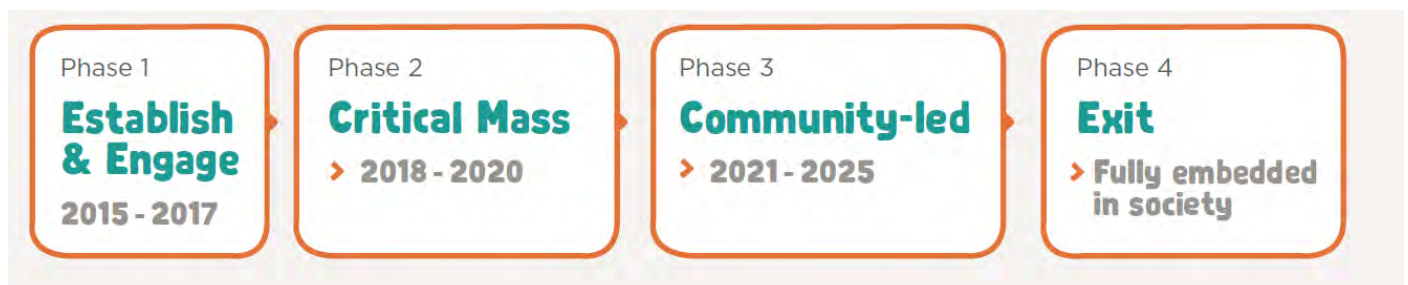 Phase 1
Establish
& Engage
2015 - 2017
Phase 2
Critical Mass
> 2018 - 2020
Phase 3
Community-led
> 2021 - 2025
Phase 4
Exit
> Fully embedded
in society